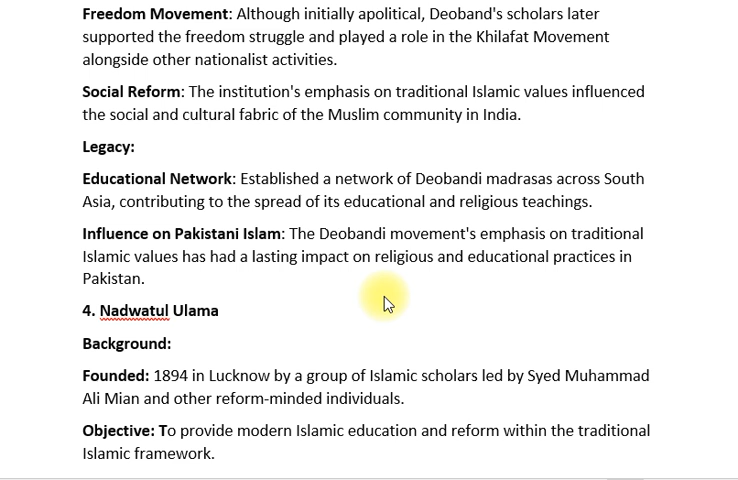 Freedom Movement: Although initially apolitical, Deoband's scholars later
supported the freedom struggle and played a role in the Khilafat Movement
alongside other nationalist activities.
Social Reform: The institution's emphasis on traditional Islamic values influenced
the social and cultural fabric of the Muslim community in India.
Legacy:
Educational Network: Established a network of Deobandi madrasas across South
Asia, contributing to the spread of its educational and religious teachings.
Influence on Pakistani Islam: The Deobandi movement's emphasis on traditional
Islamic values has had a lasting impact on religious and educational practices in
Pakistan.
4. Nadwatul Ulama
Background:
Founded: 1894 in Lucknow by a group of Islamic scholars led by Syed Muhammad
Ali Mian and other reform-minded individuals.
Objective: To provide modern Islamic education and reform within the traditional
Islamic framework.